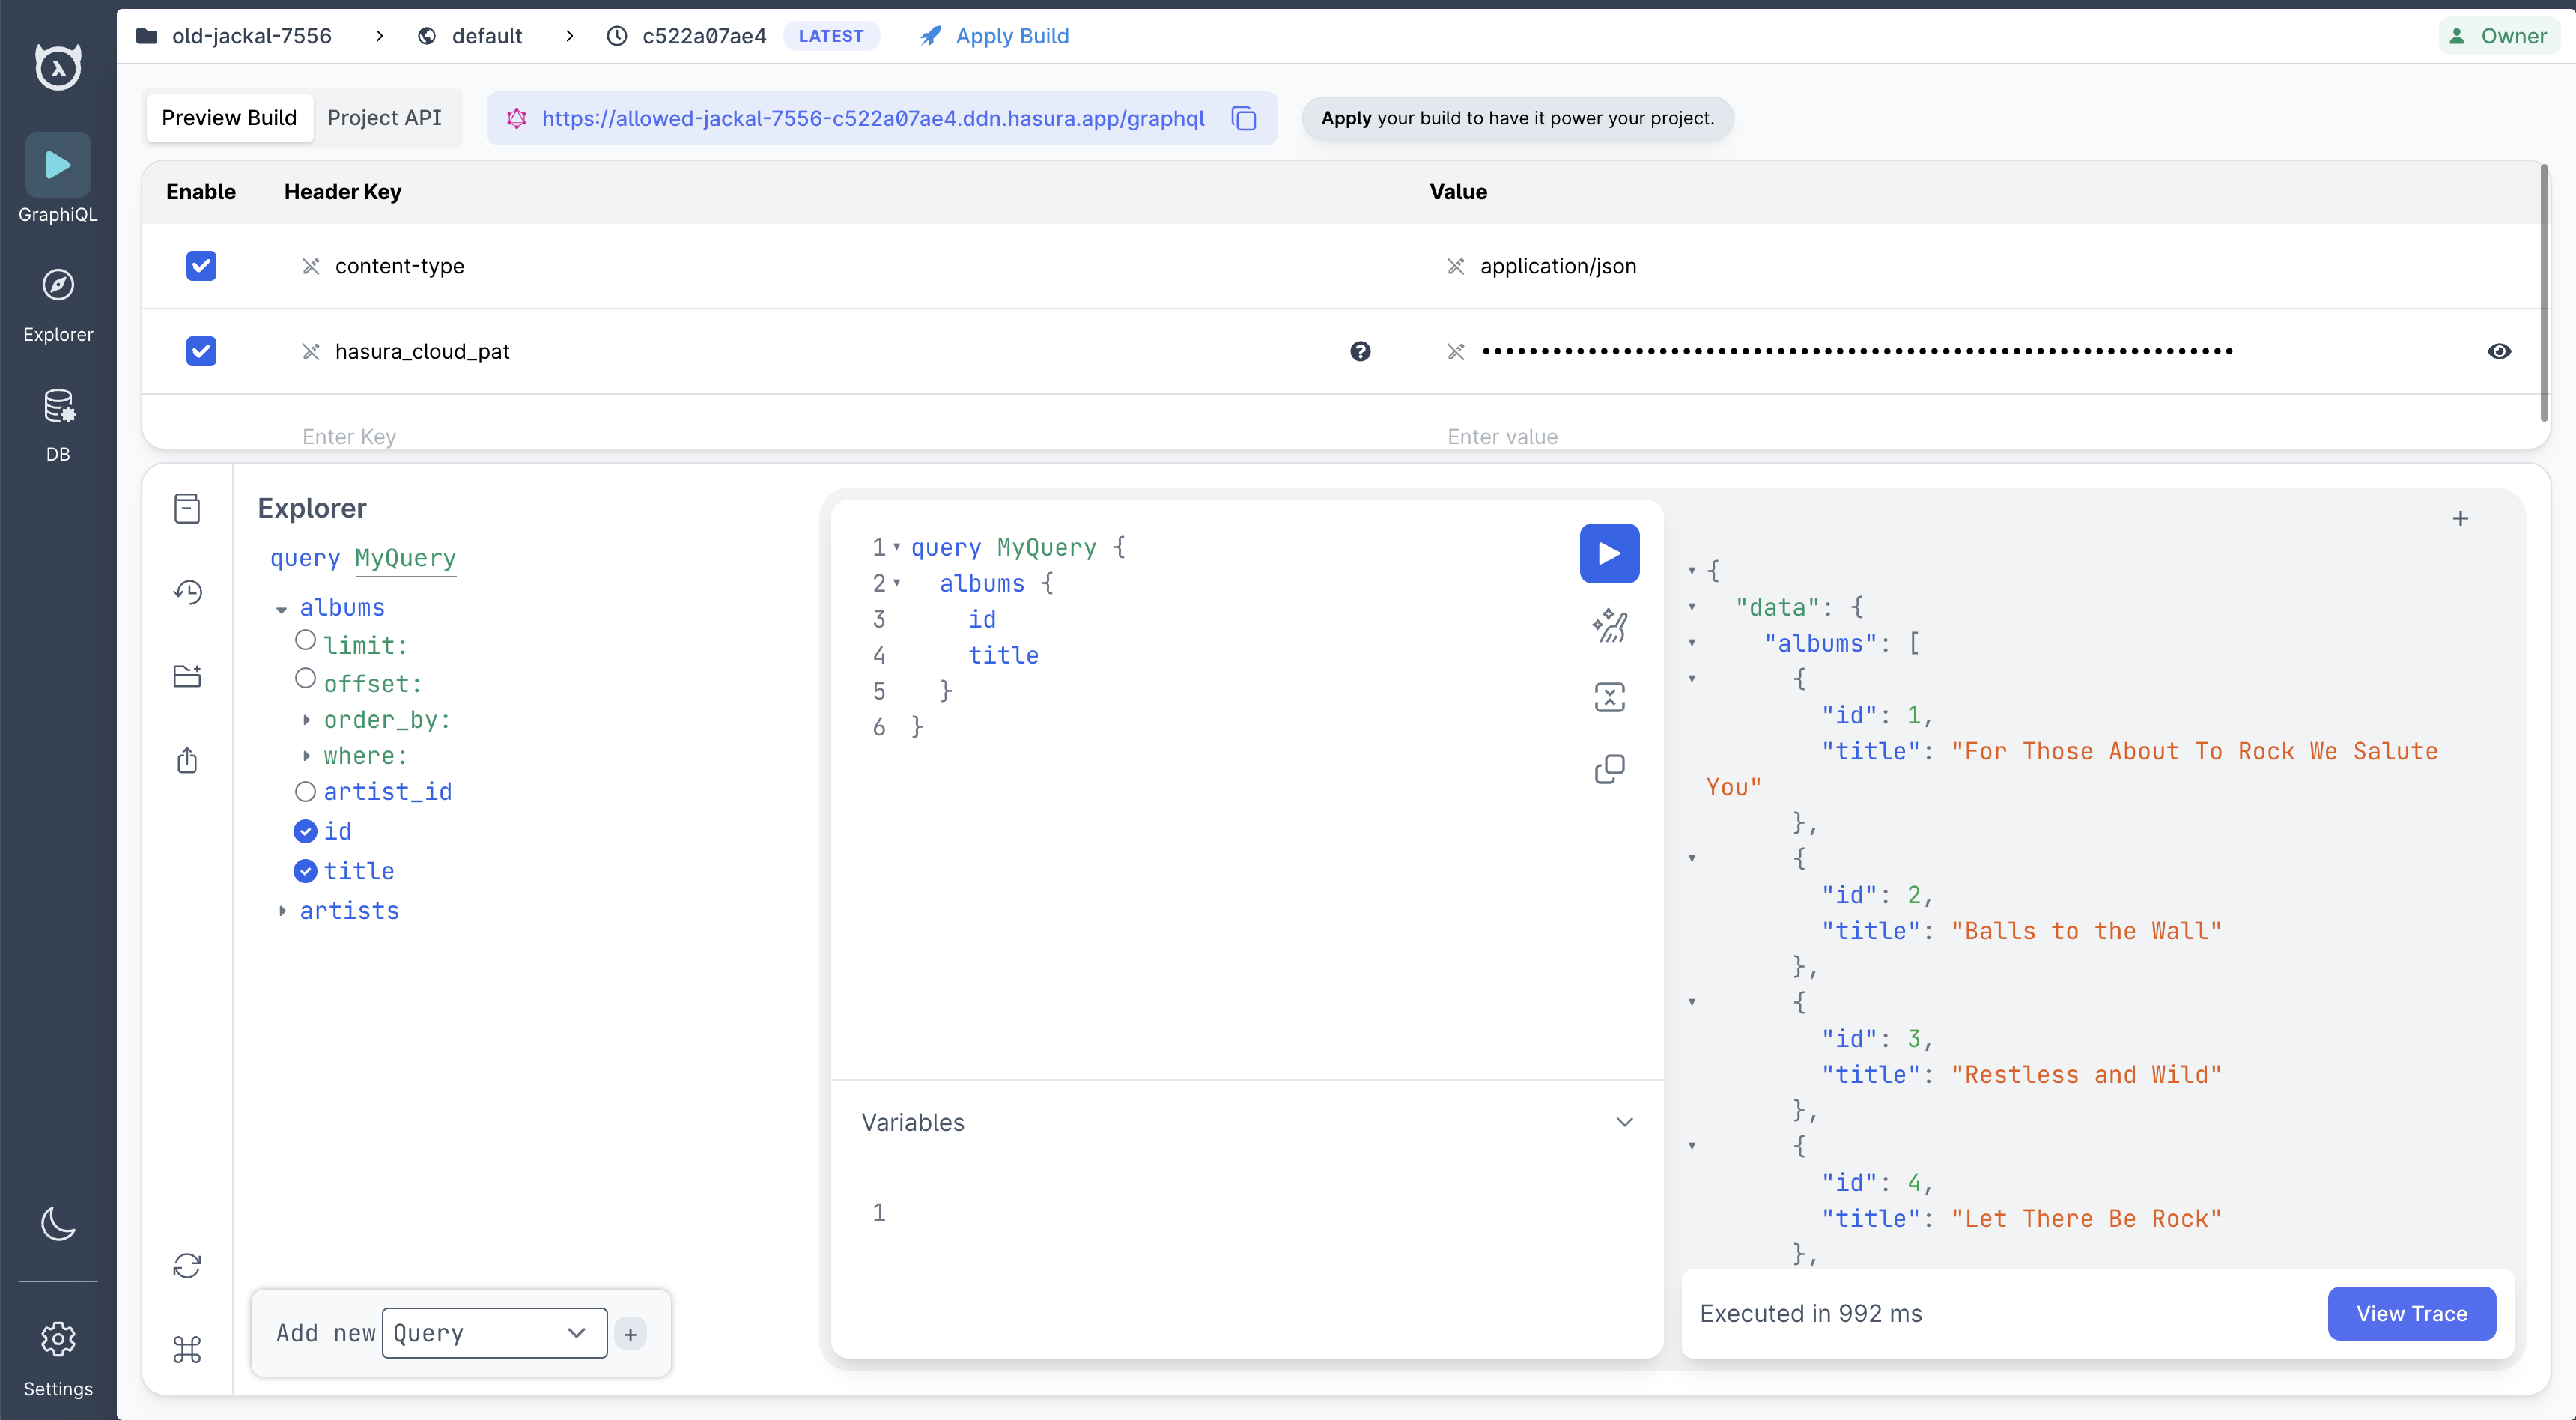 old-jackal-7556 > default > c522a07ae4 LATEST Apply Build Owner
GraphiQL
Explorer
DB
Settings
Preview Build Project API https://allowed-jackal-7556-c522a07ae4.ddn.hasura.app/graphql Apply your build to have it power your project.
Enable Header Key Value
content-type application/json
hasura_cloud_pat ••••••••••••••••••••••••••••••••••••••••••••••••••••••••••••••••
Enter Key Enter value
Explorer
query MyQuery
albums
limit:
offset:
order_by:
where:
artist_id
id
title
artists
Add new Query +
1 query MyQuery {
2 albums {
3 id
4 title
5 }
6 }
Variables
1
+
{
"data": {
"albums": [
{
"id": 1,
"title": "For Those About To Rock We Salute
You"
},
{
"id": 2,
"title": "Balls to the Wall"
},
{
"id": 3,
"title": "Restless and Wild"
},
{
"id": 4,
"title": "Let There Be Rock"
},
Executed in 992 ms View Trace